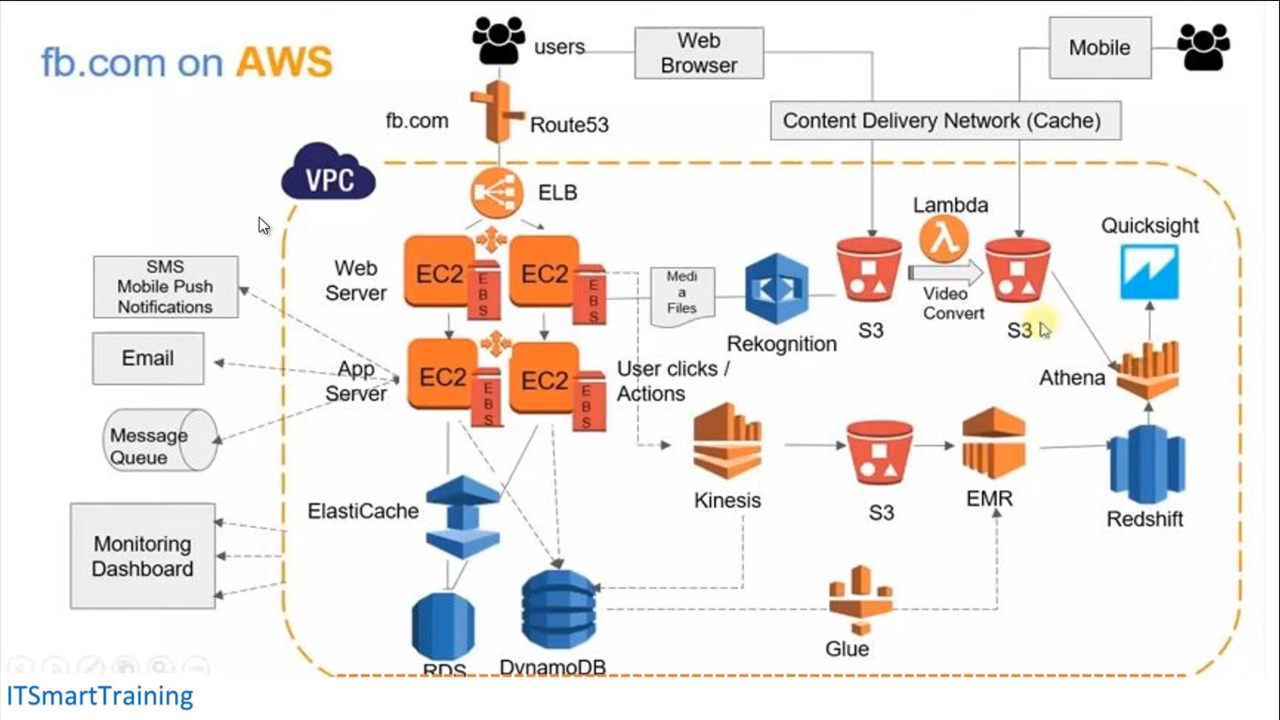 fb.com on AWS
users
Web
Browser
Mobile
fb.com
Route53
Content Delivery Network (Cache)
VPC
ELB
Lambda
Quicksight
Web
Server
EC2
EBS
EC2
EBS
Medi
a
Files
Rekognition
S3
Video
Convert
S3
SMS
Mobile Push
Notifications
Email
App
Server
EC2
EBS
EC2
EBS
User clicks /
Actions
Athena
Message
Queue
ElastiCache
Kinesis
S3
EMR
Redshift
Monitoring
Dashboard
RDS
DynamoDB
Glue
ITSmartTraining